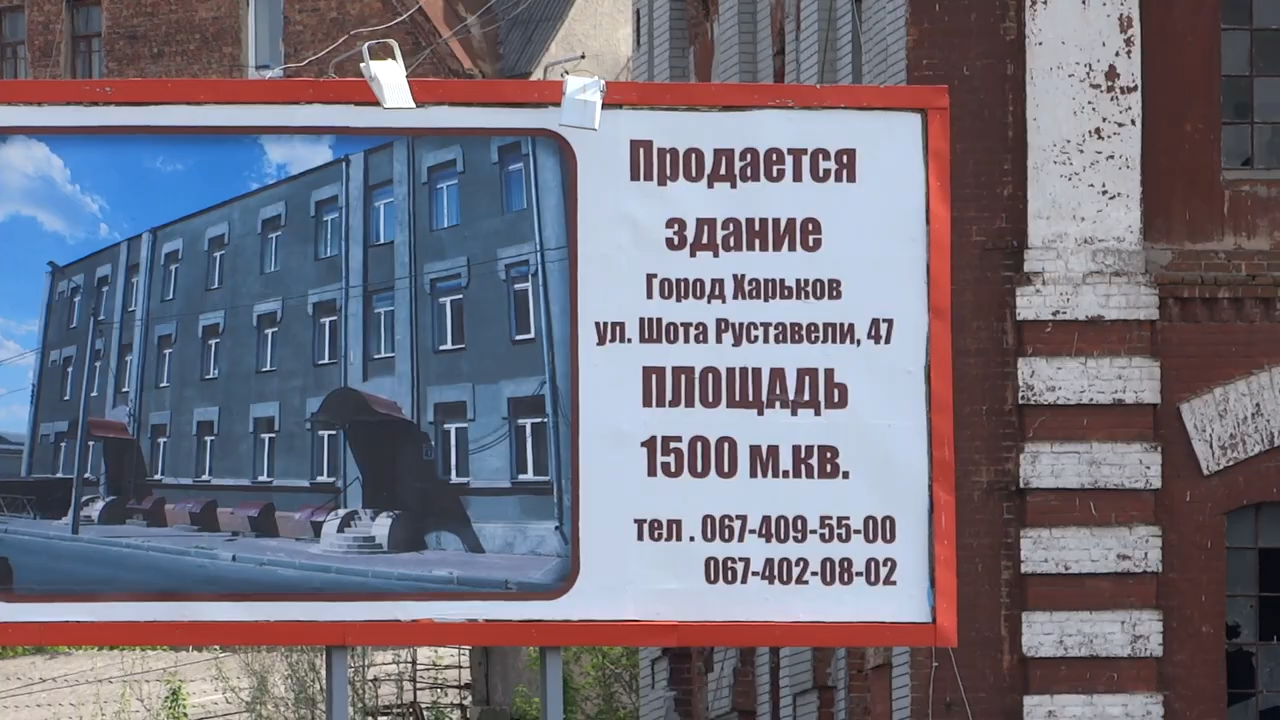 Продается
здание
Город Харьков
ул. Шота Руставели, 47
ПЛОЩАДЬ
1500 м.кв.
тел . 067-409-55-00
067-402-08-02